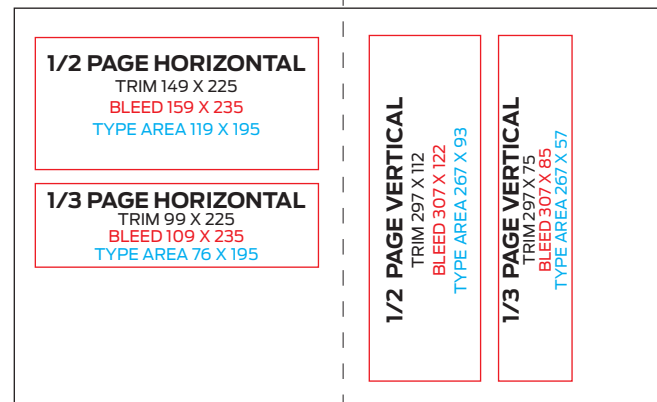 1/2 PAGE HORIZONTAL
TRIM 149 X 225
BLEED 159 X 235
TYPE AREA 119 X 195
1/3 PAGE HORIZONTAL
TRIM 99 X 225
BLEED 109 X 235
TYPE AREA 76 X 195
1/2 PAGE VERTICAL
TRIM 297 X 112
BLEED 307 X 122
TYPE AREA 267 X 93
1/3 PAGE VERTICAL
TRIM 297 X 75
BLEED 307 X 85
TYPE AREA 267 X 57